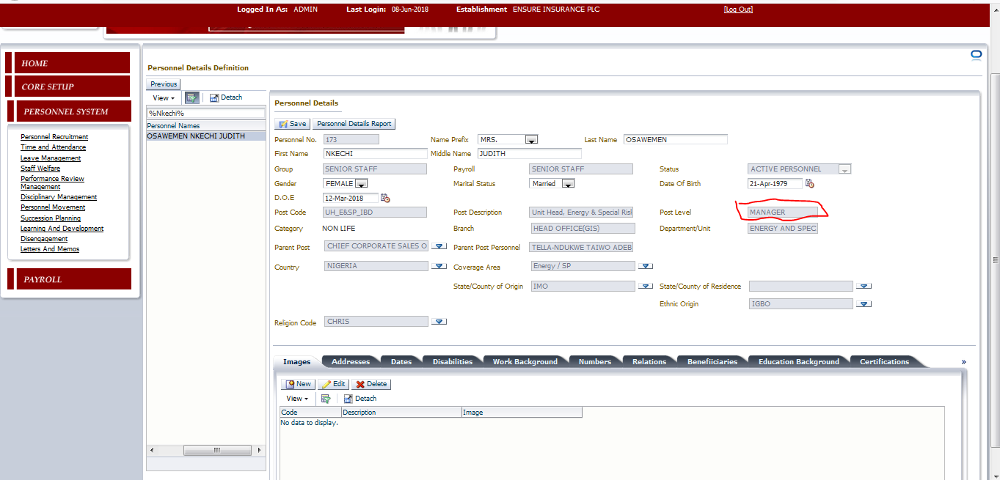 Logged In As: ADMIN Last Login: 08-Jun-2018 Establishment ENSURE INSURANCE PLC [Log Out]
HOME
CORE SETUP
PERSONNEL SYSTEM
Personnel Recruitment
Time and Attendance
Leave Management
Staff Welfare
Performance Review
Management
Disciplinary Management
Personnel Movement
Succession Planning
Learning And Development
Disengagement
Letters And Memos
PAYROLL
Personnel Details Definition
Previous
View Detach
%Nkechi%
Personnel Names
OSAWEMEN NKECHI JUDITH
Personnel Details
Save Personnel Details Report
Personnel No. 173 Name Prefix MRS. Last Name OSAWEMEN
First Name NKECHI Middle Name JUDITH
Group SENIOR STAFF Payroll SENIOR STAFF Status ACTIVE PERSONNEL
Gender FEMALE Marital Status Married Date Of Birth 21-Apr-1979
D.O.E 12-Mar-2018
Post Code UH_E&SP_IBD Post Description Unit Head, Energy & Special Risl Post Level MANAGER
Category NON LIFE Branch HEAD OFFICE(GIS) Department/Unit ENERGY AND SPEC
Parent Post CHIEF CORPORATE SALES O Parent Post Personnel TELLA-NDUKWE TAIWO ADEB
Country NIGERIA Coverage Area Energy / SP
State/County of Origin IMO State/County of Residence
Ethnic Origin IGBO
Religion Code CHRIS
Images Addresses Dates Disabilities Work Background Numbers Relations Benefiiciaries Education Background Certifications »
New Edit Delete
View Detach
Code Description Image
No data to display.